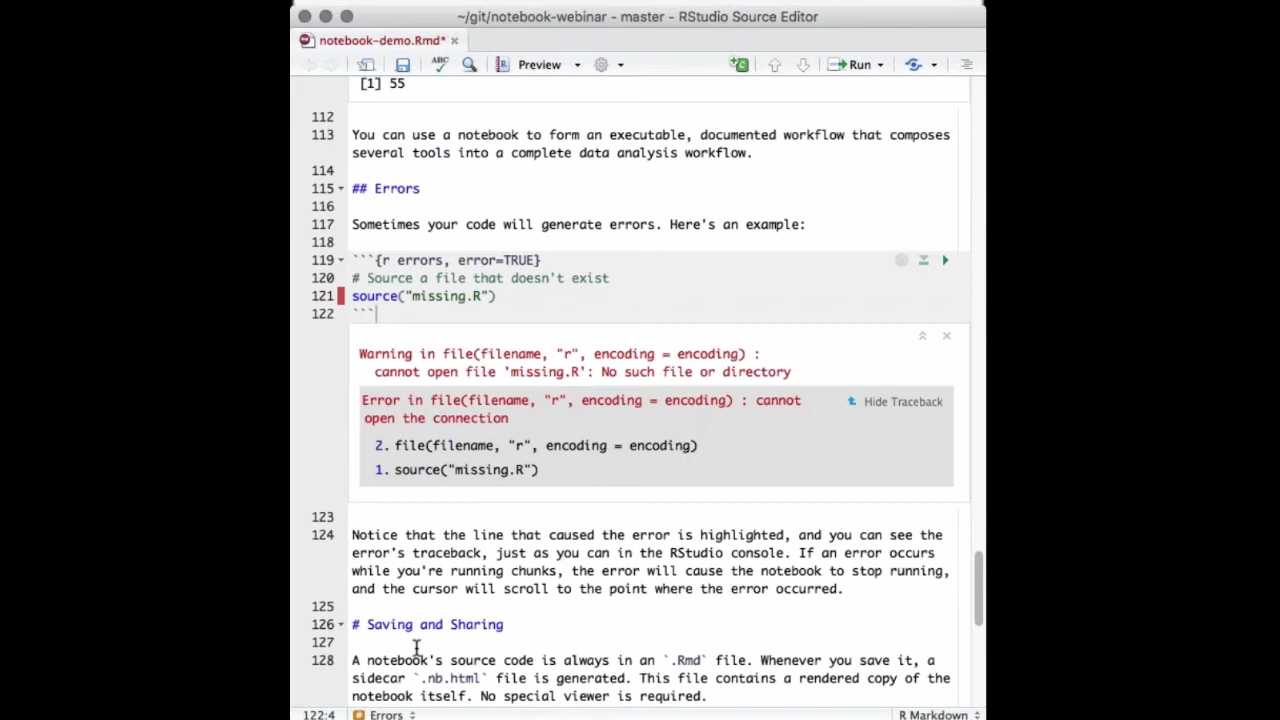 ~/git/notebook-webinar - master - RStudio Source Editor
notebook-demo.Rmd* ×
ABC Preview Run
[1] 55
112
113 You can use a notebook to form an executable, documented workflow that composes
several tools into a complete data analysis workflow.
114
115 ## Errors
116
117 Sometimes your code will generate errors. Here's an example:
118
119 ```{r errors, error=TRUE}
120 # Source a file that doesn't exist
121 source("missing.R")
122 ```
Warning in file(filename, "r", encoding = encoding) :
cannot open file 'missing.R': No such file or directory
Error in file(filename, "r", encoding = encoding) : cannot
open the connection
Hide Traceback
2. file(filename, "r", encoding = encoding)
1. source("missing.R")
123
124 Notice that the line that caused the error is highlighted, and you can see the
error's traceback, just as you can in the RStudio console. If an error occurs
while you're running chunks, the error will cause the notebook to stop running,
and the cursor will scroll to the point where the error occurred.
125
126 # Saving and Sharing
127
128 A notebook's source code is always in an `.Rmd` file. Whenever you save it, a
sidecar `.nb.html` file is generated. This file contains a rendered copy of the
notebook itself. No special viewer is required.
122:4 Errors R Markdown